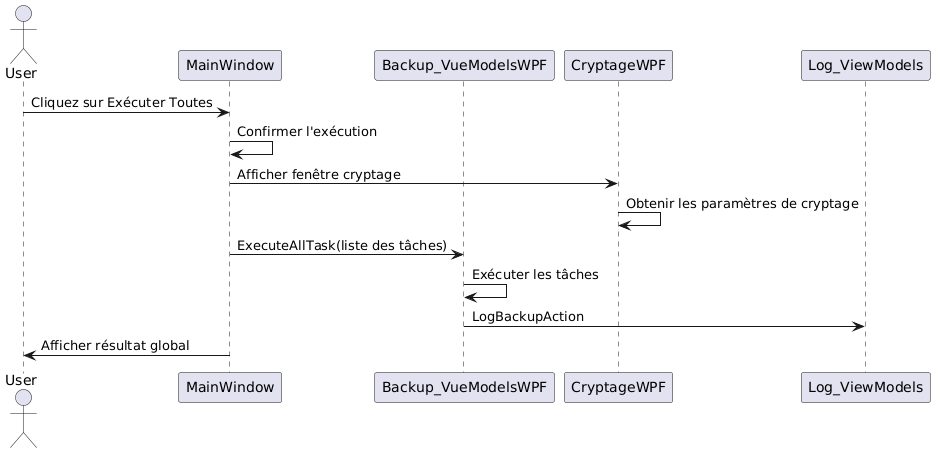 User
MainWindow
Backup_VueModelsWPF
CryptageWPF
Log_ViewModels
Cliquez sur Exécuter Toutes
Confirmer l'exécution
Afficher fenêtre cryptage
Obtenir les paramètres de cryptage
ExecuteAllTask(liste des tâches)
Exécuter les tâches
LogBackupAction
Afficher résultat global
User
MainWindow
Backup_VueModelsWPF
CryptageWPF
Log_ViewModels